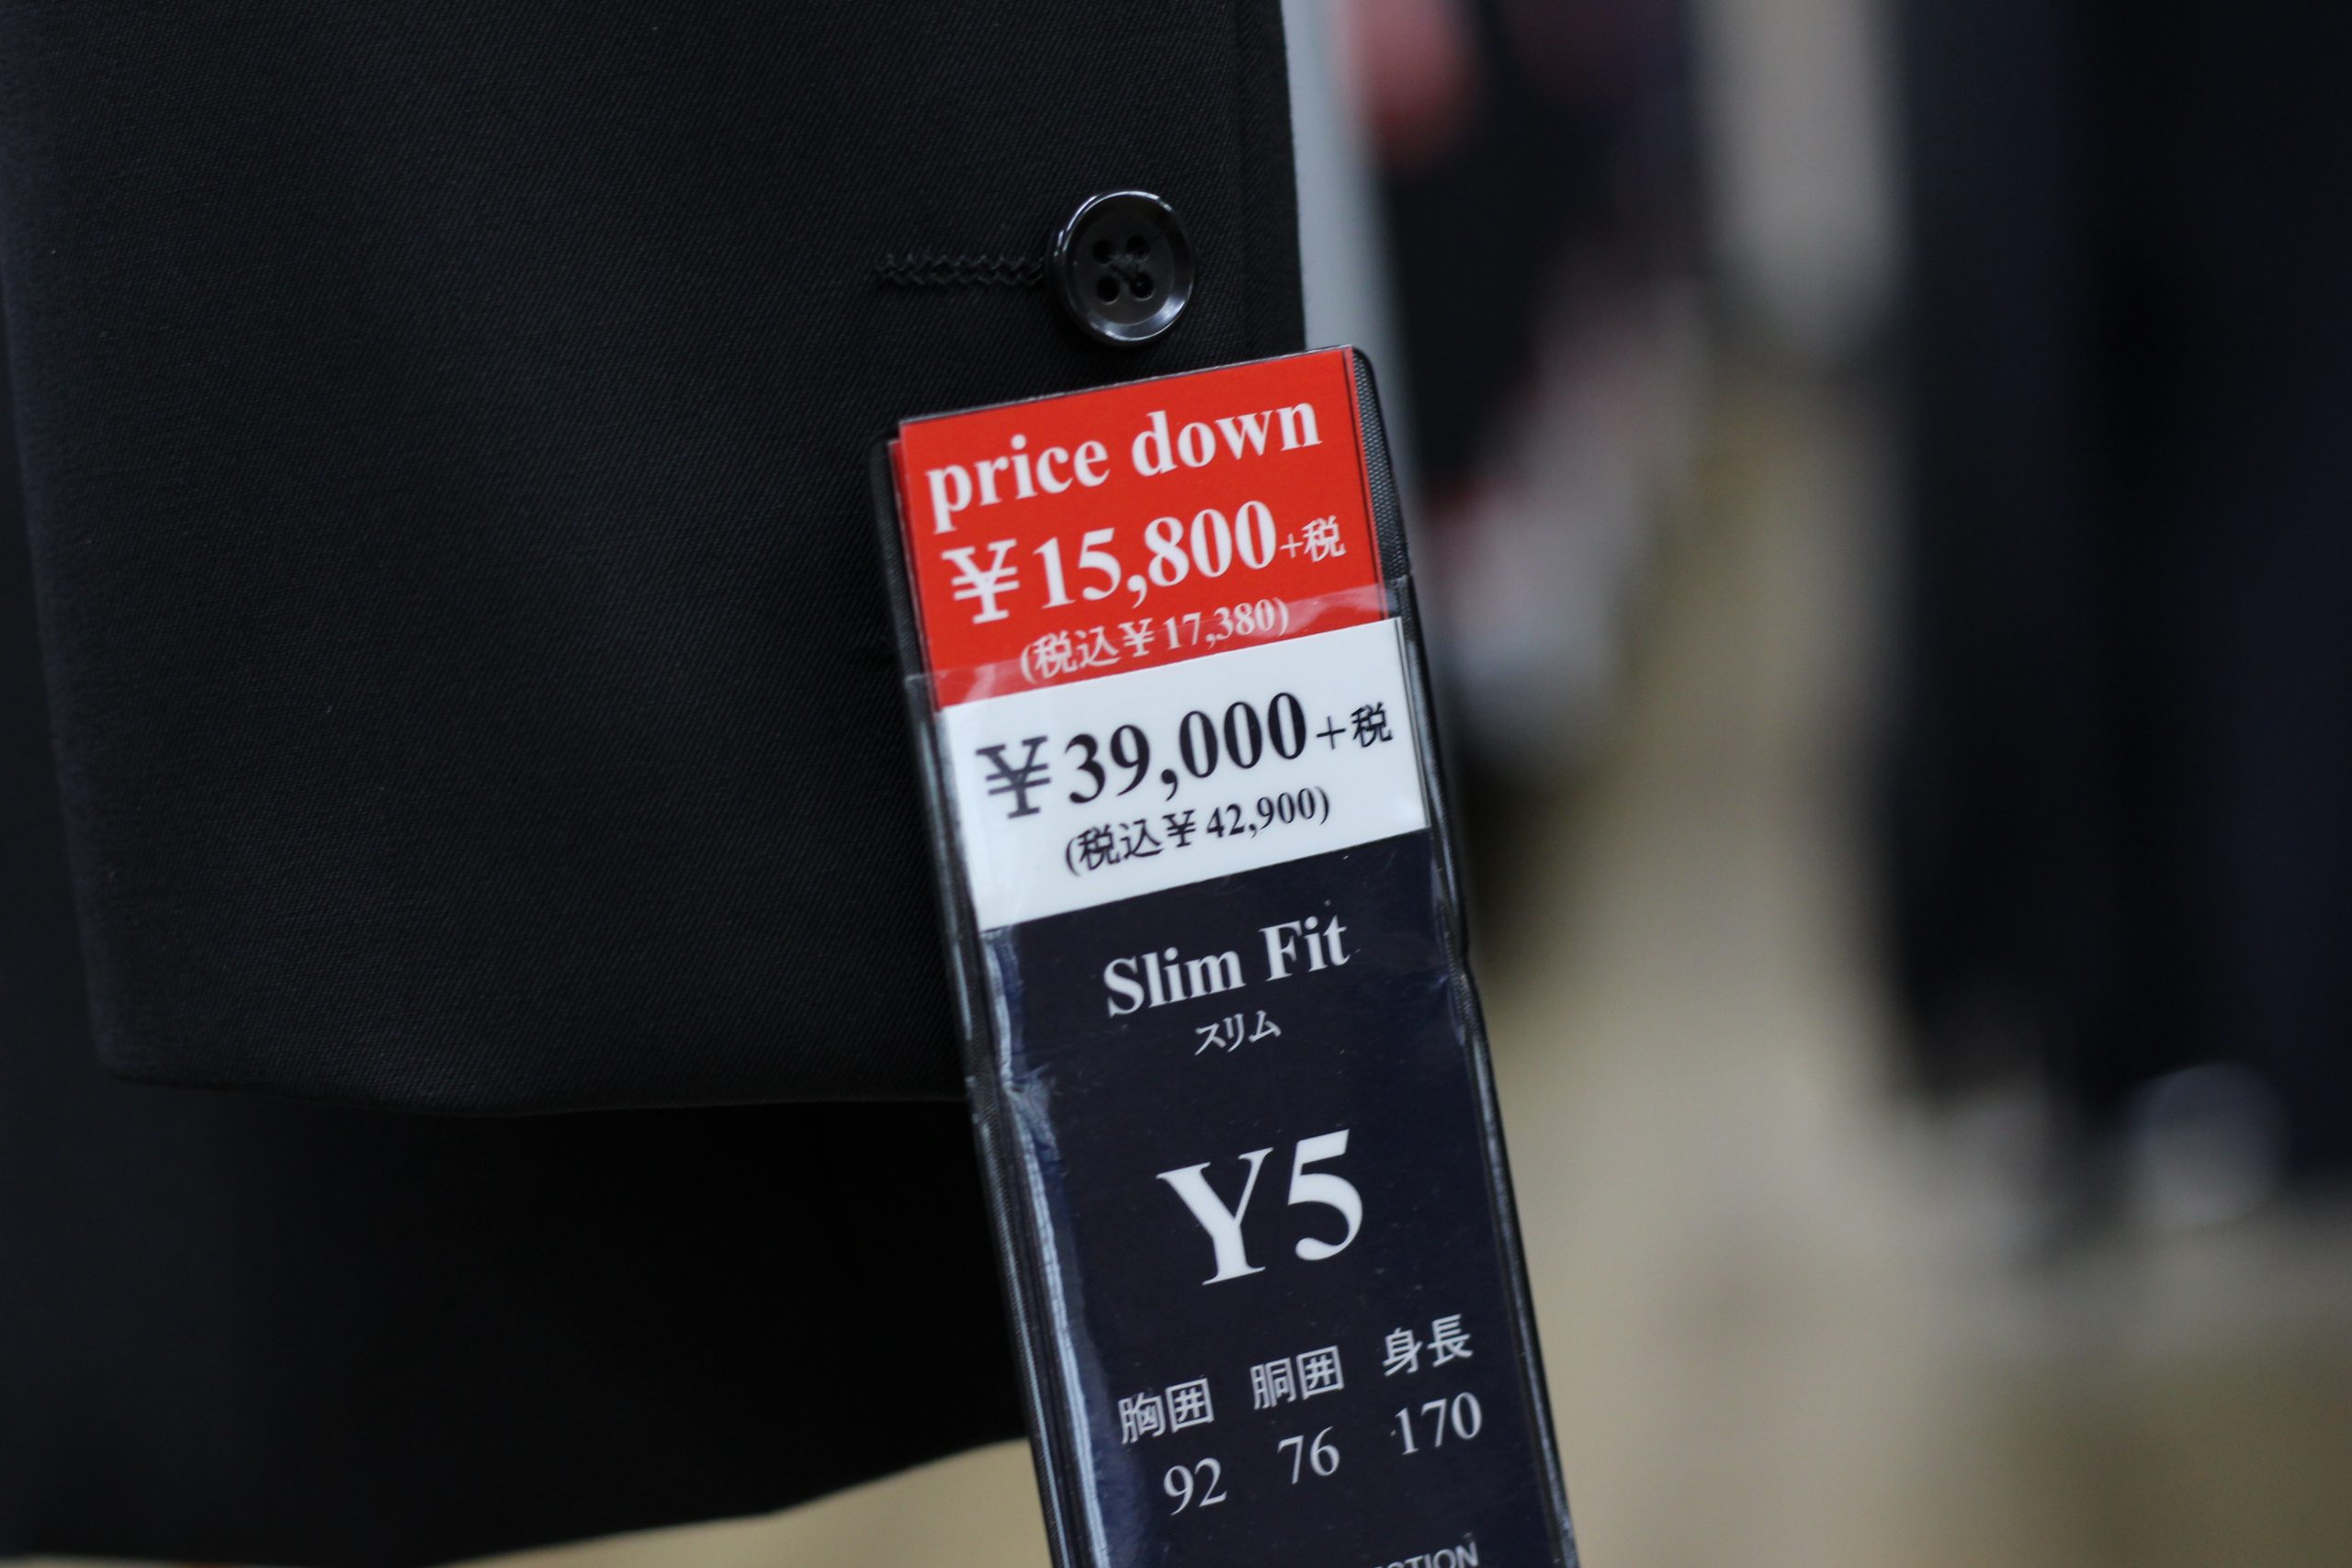 price down
¥15,800+税
(税込¥17,380)
¥39,000+税
(税込¥42,900)
Slim Fit
スリム
Y5
胸囲 胴囲 身長
92 76 170